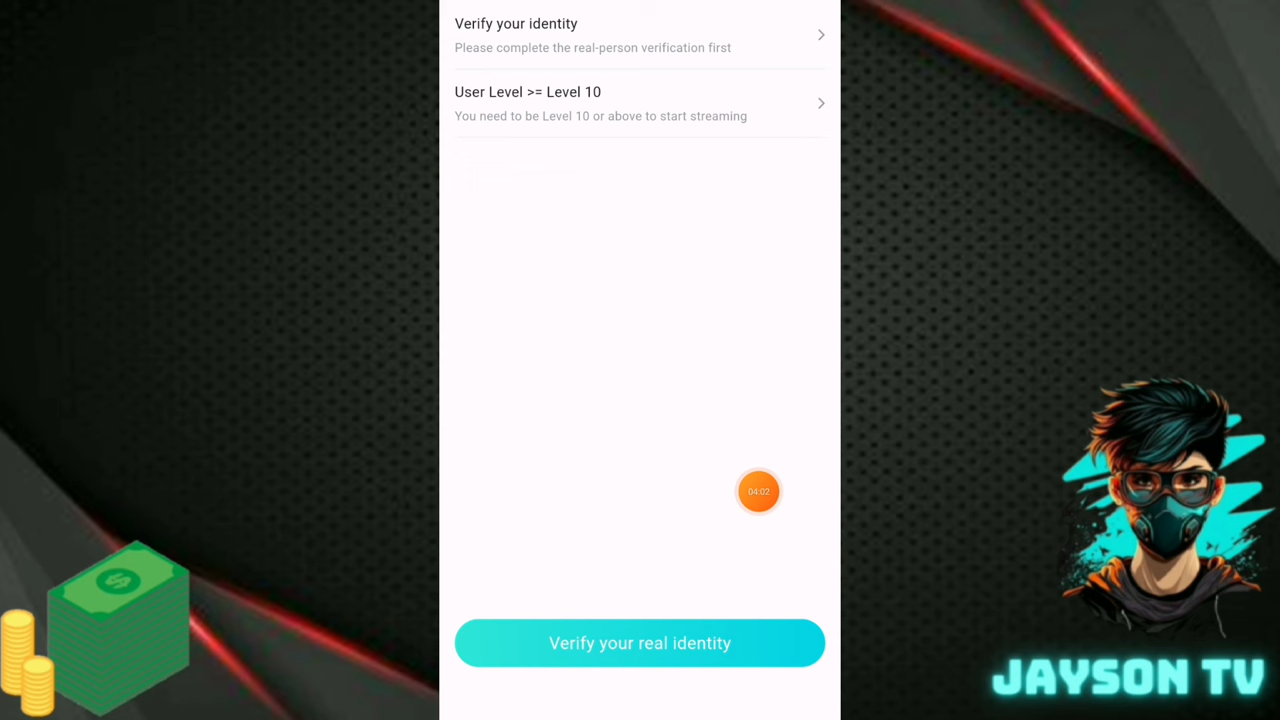 Verify your identity
Please complete the real-person verification first
User Level >= Level 10
You need to be Level 10 or above to start streaming
04:02
Verify your real identity
JAYSON TV
$